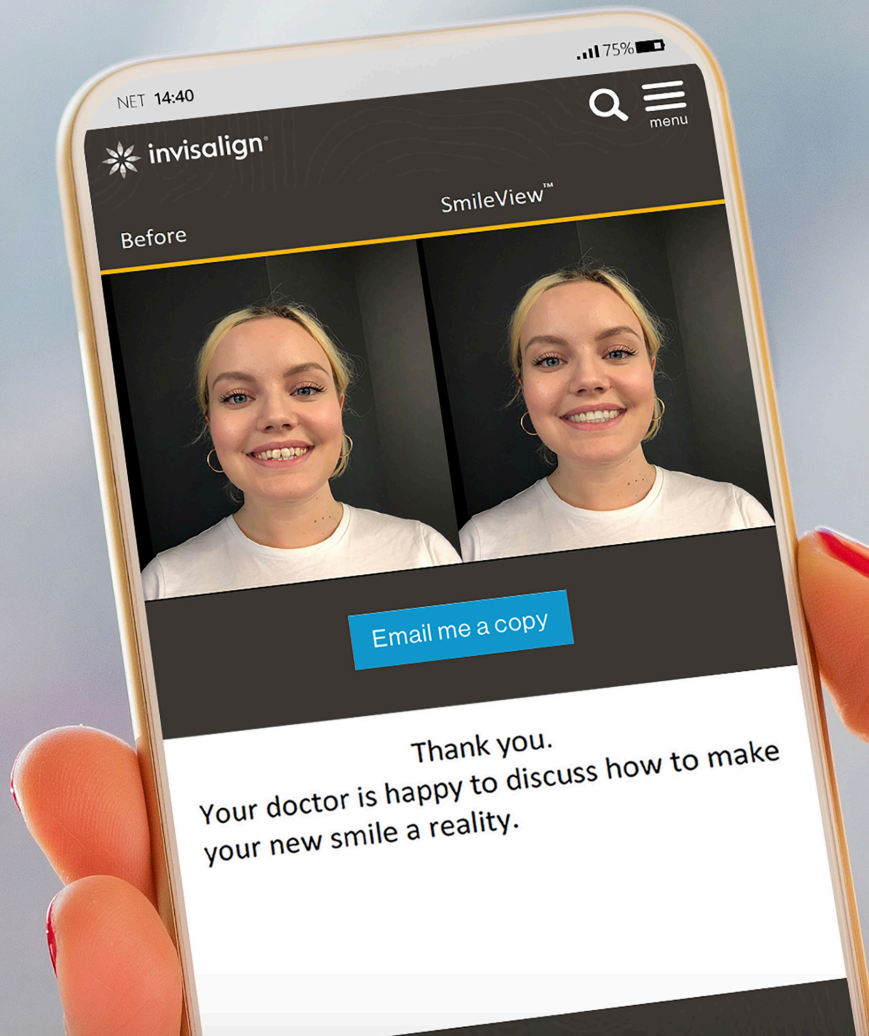 NET 14:40
75%
invisalign®
menu
Before
SmileView™
Email me a copy
Thank you.
Your doctor is happy to discuss how to make
your new smile a reality.